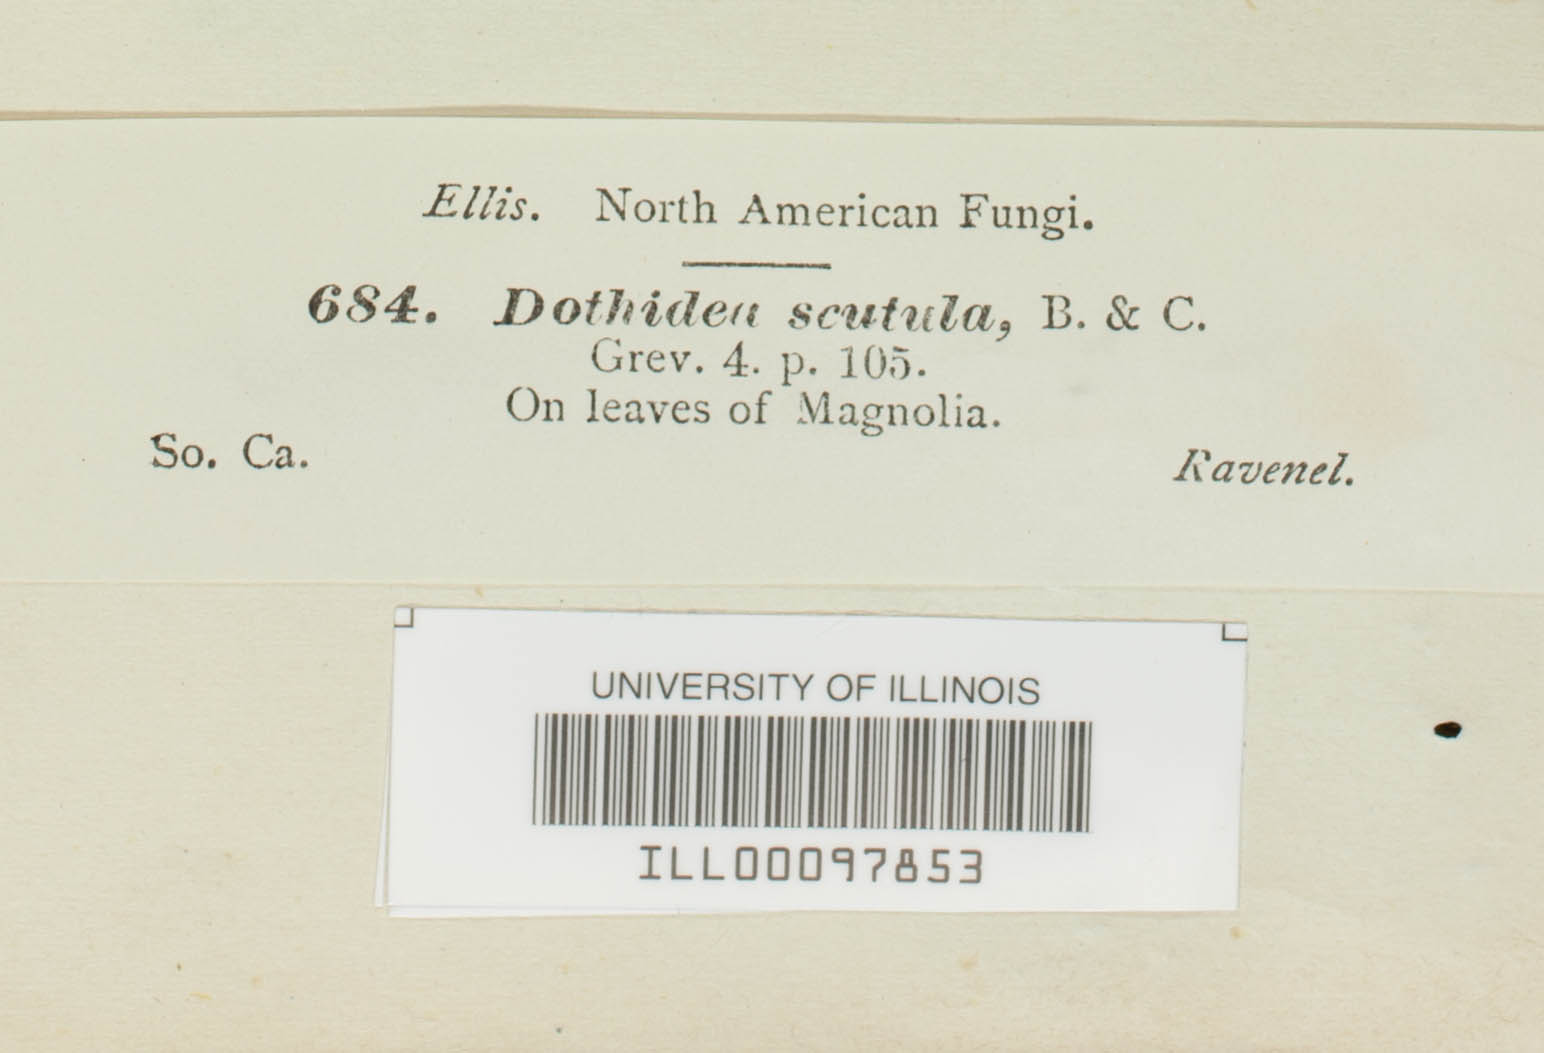 Ellis. North American Fungi.
684. Dothidea scutula, B. & C.
Grev. 4. p. 105.
On leaves of Magnolia.
So. Ca.
Ravenel.
UNIVERSITY OF ILLINOIS
ILL00097853